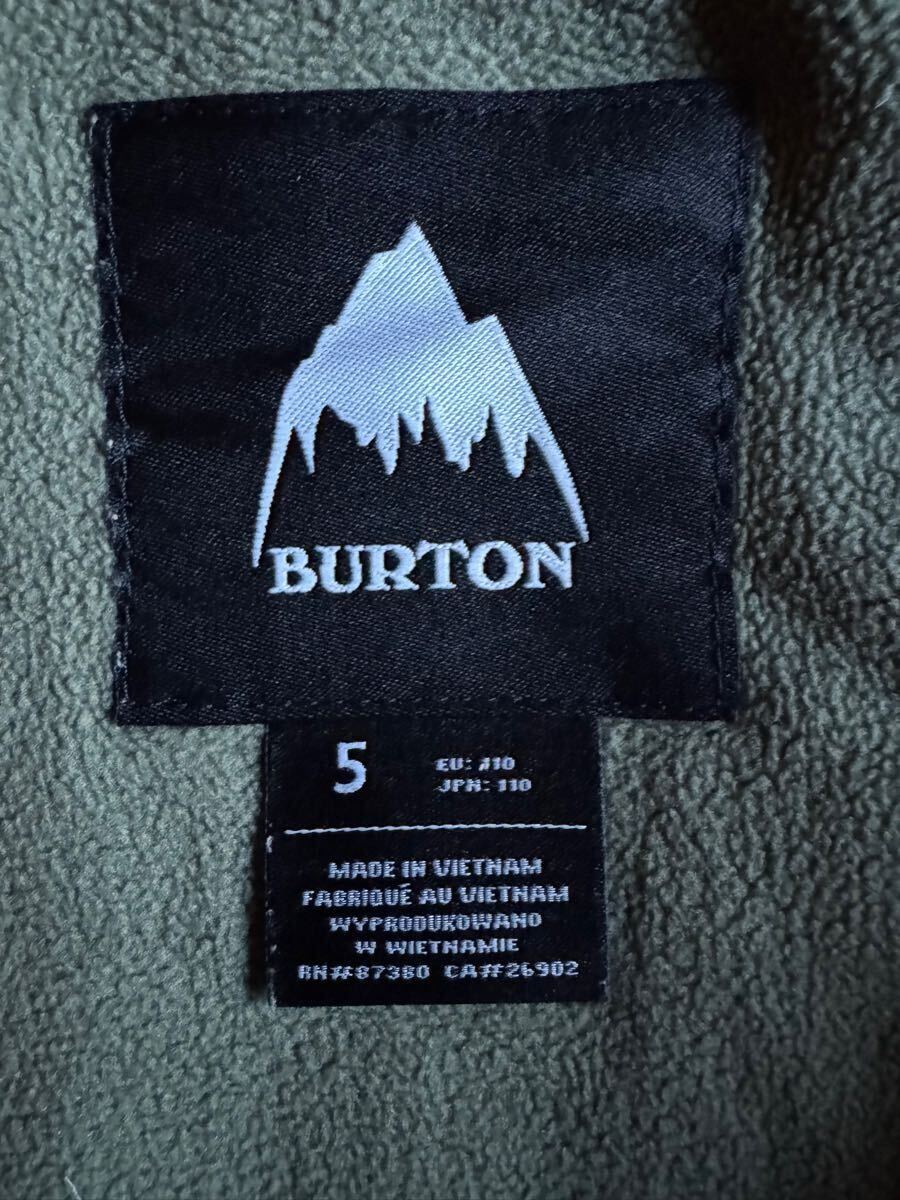 BURTON
5
EU: 110
JPN: 110
MADE IN VIETNAM
FABRIQUÉ AU VIETNAM
WYPRODUKOWANO
W WIETNAMIE
RN#87380 CA#26902